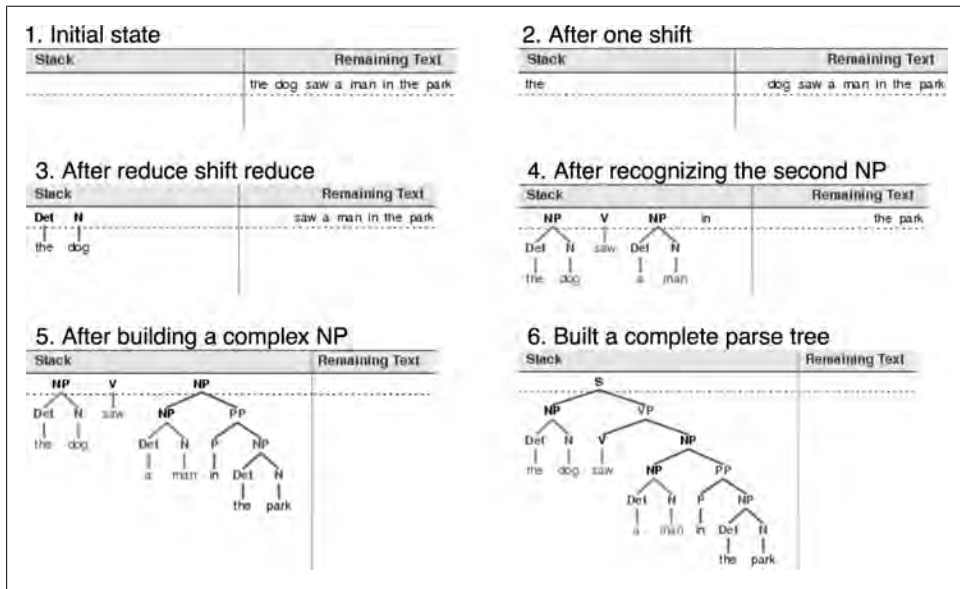 1. Initial state
Stack Remaining Text
the dog saw a man in the park
2. After one shift
Stack Remaining Text
the dog saw a man in the park
3. After reduce shift reduce
Stack Remaining Text
Det N saw a man in the park
the dog
4. After recognizing the second NP
Stack Remaining Text
NP V NP in the park
Det N saw Det N
the dog a man
5. After building a complex NP
Stack Remaining Text
NP V NP
Det N saw NP PP
the dog Det N P NP
a man in Det N
the park
6. Built a complete parse tree
Stack Remaining Text
S
NP VP
Det N V NP
the dog saw NP PP
Det N P NP
a man in Det N
the park